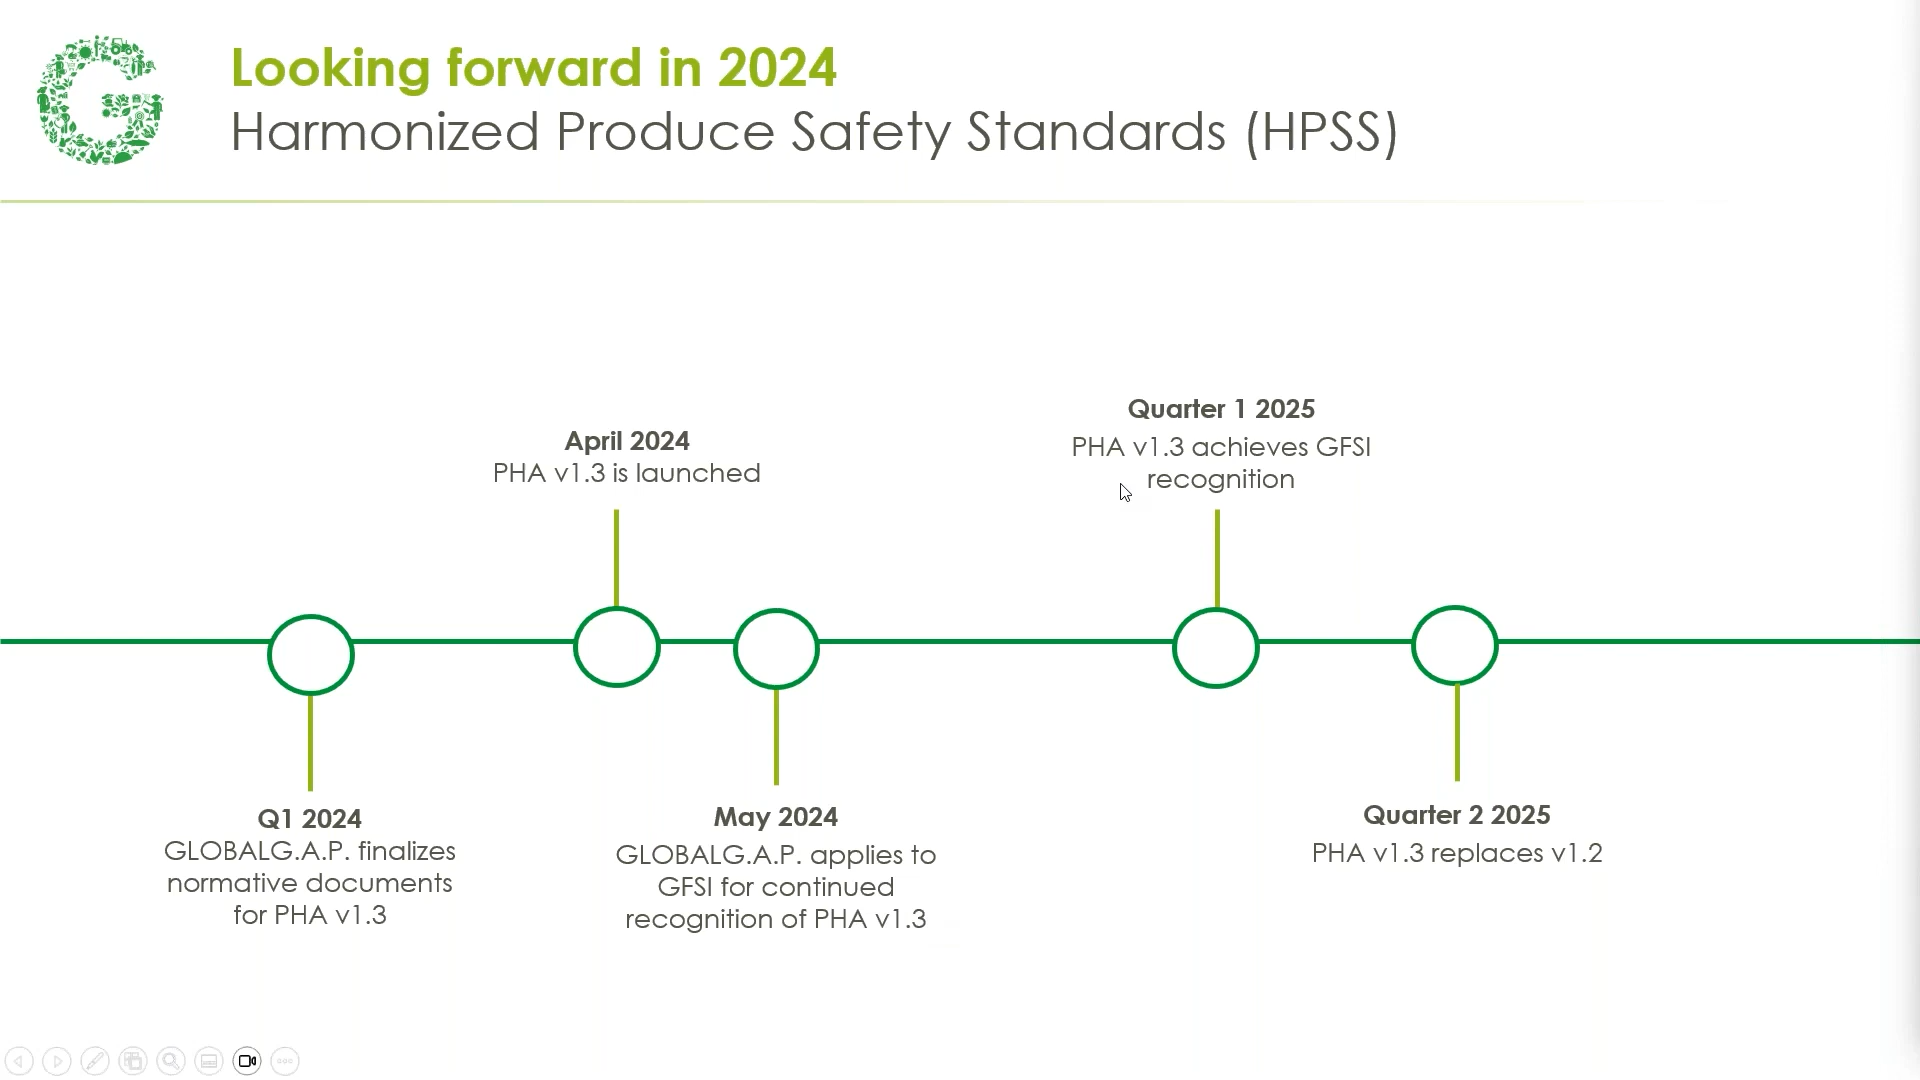 Looking forward in 2024
Harmonized Produce Safety Standards (HPSS)
Quarter 1 2025
PHA v1.3 achieves GFSI
recognition
April 2024
PHA v1.3 is launched
Q1 2024
GLOBALG.A.P. finalizes
normative documents
for PHA v1.3
May 2024
GLOBALG.A.P. applies to
GFSI for continued
recognition of PHA v1.3
Quarter 2 2025
PHA v1.3 replaces v1.2